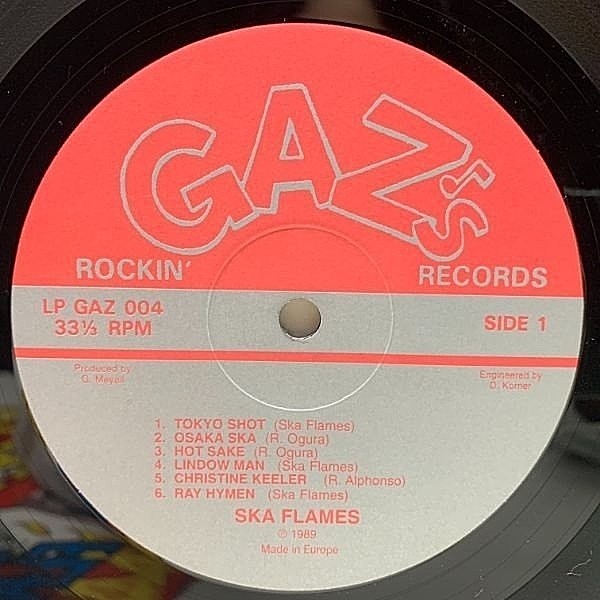 GAZ's
ROCKIN' RECORDS
LP GAZ 004
33⅓ RPM
SIDE 1
Produced by
G. Mayall
Engineered by
D. Korner
1. TOKYO SHOT (Ska Flames)
2. OSAKA SKA (R. Ogura)
3. HOT SAKE (R. Ogura)
4. LINDOW MAN (Ska Flames)
5. CHRISTINE KEELER (R. Alphonso)
6. RAY HYMEN (Ska Flames)
SKA FLAMES
℗ 1989
Made in Europe